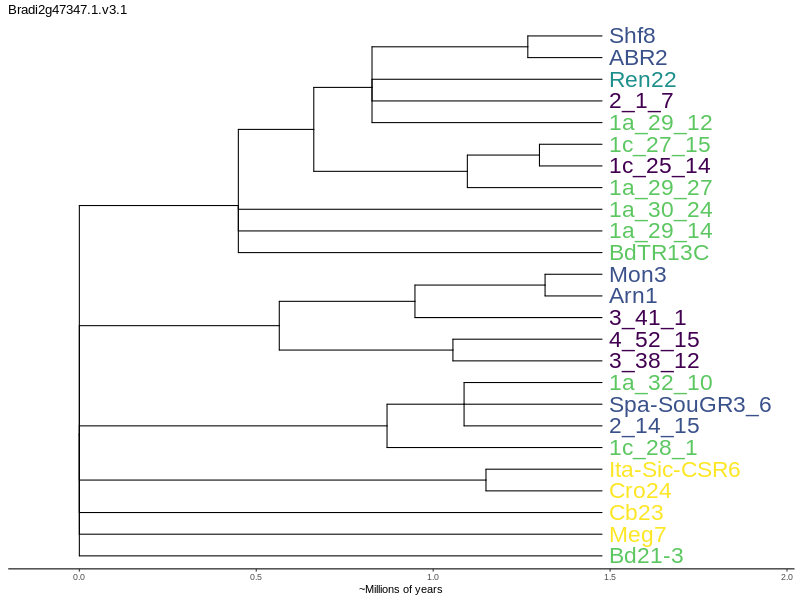 Bradi2g47347.1.v3.1
Shf8
ABR2
Ren22
2_1_7
1a_29_12
1c_27_15
1c_25_14
1a_29_27
1a_30_24
1a_29_14
BdTR13C
Mon3
Arn1
3_41_1
4_52_15
3_38_12
1a_32_10
Spa-SouGR3_6
2_14_15
1c_28_1
Ita-Sic-CSR6
Cro24
Cb23
Meg7
Bd21-3
0.0 0.5 1.0 1.5 2.0
~Millions of years